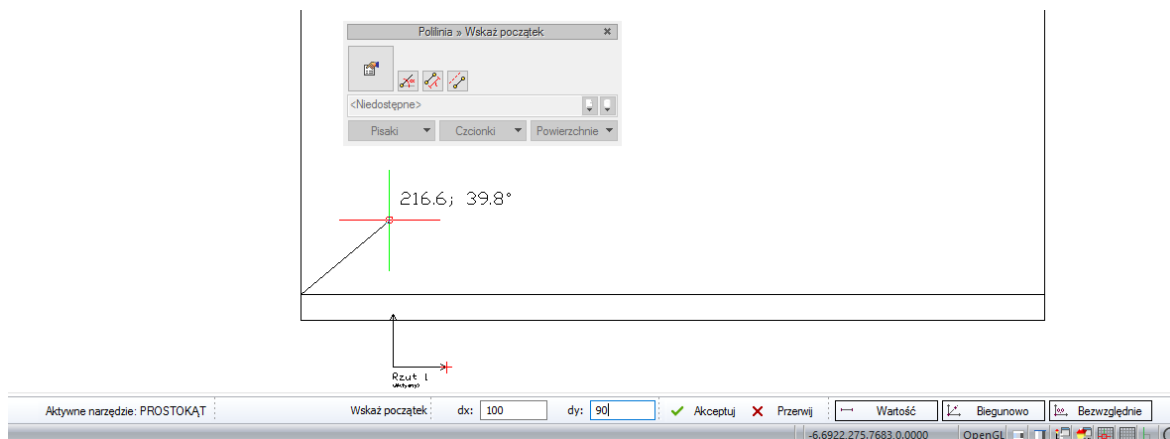 Polilinia » Wskaż początek
<Niedostępne>
Pisaki Czcionki Powierzchnie
216.6; 39.8°
Rzut 1
Aktywne narzędzie: PROSTOKĄT Wskaż początek dx: 100 dy: 90 Akceptuj Przerwij Wartość Biegunowo Bezwzględnie
-6.6922,275.7683,0.0000 OpenGL